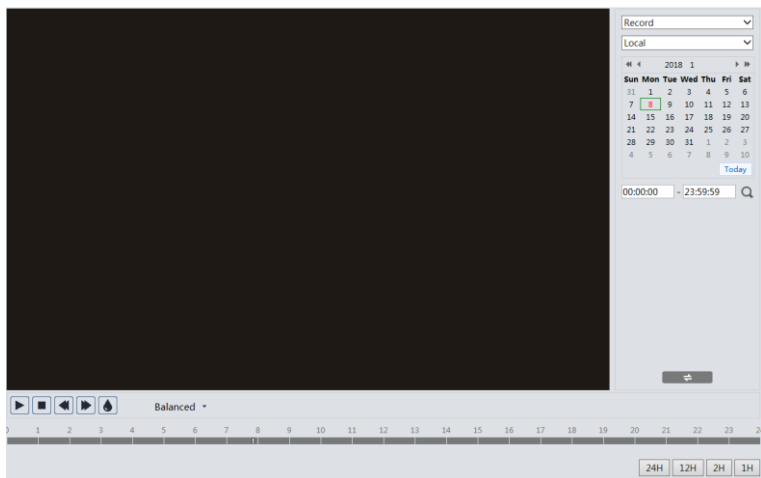 Record
Local
2018 1
Sun Mon Tue Wed Thu Fri Sat
31 1 2 3 4 5 6
7 8 9 10 11 12 13
14 15 16 17 18 19 20
21 22 23 24 25 26 27
28 29 30 31 1 2 3
4 5 6 7 8 9 10
Today
00:00:00 - 23:59:59
Balanced
1 2 3 4 5 6 7 8 9 10 11 12 13 14 15 16 17 18 19 20 21 22 23
24H 12H 2H 1H